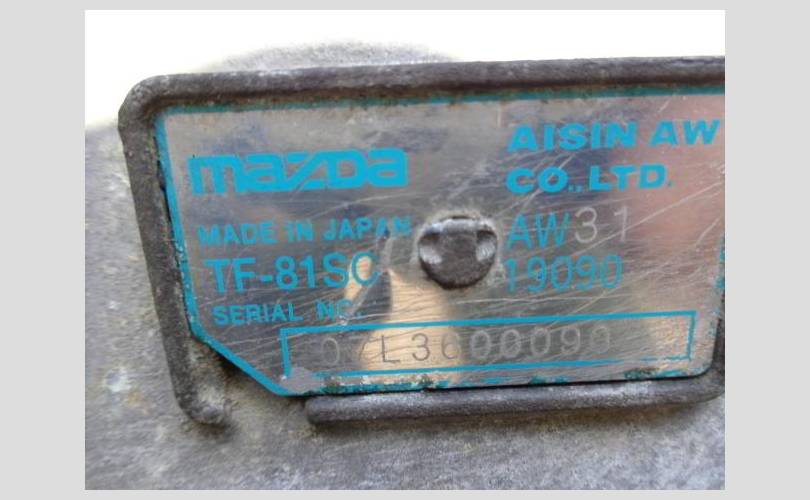 mazda
AISIN AW
CO., LTD.
MADE IN JAPAN
AW31
TF-81SC
19090
SERIAL NO.
07L3600090